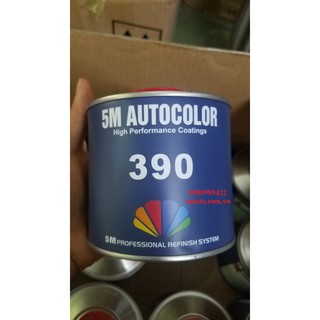 5M AUTOCOLOR
High Performance Coatings
390
5M PROFESSIONAL REFINISH SYSTEM